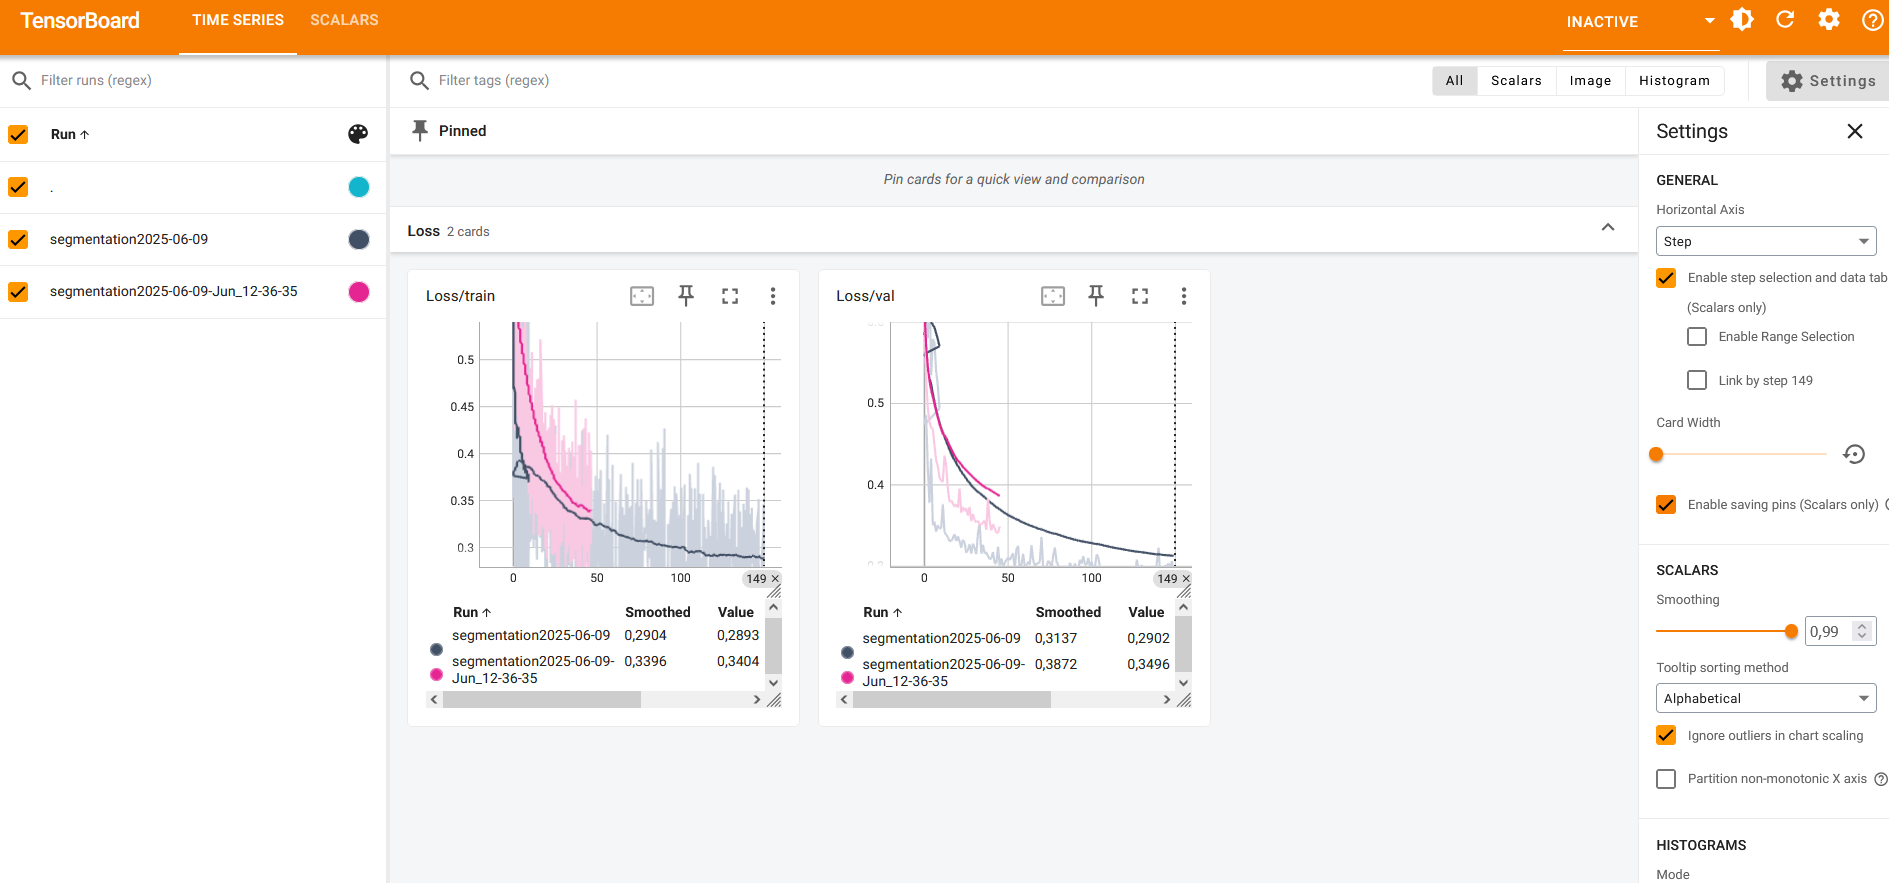 TensorBoard
TIME SERIES
SCALARS
INACTIVE
Filter runs (regex)
Filter tags (regex)
All
Scalars
Image
Histogram
Settings
Run
.
segmentation2025-06-09
segmentation2025-06-09-Jun_12-36-35
Pinned
Pin cards for a quick view and comparison
Loss 2 cards
Loss/train
0.5
0.45
0.4
0.35
0.3
0 50 100 149
Run Smoothed Value
segmentation2025-06-09 0,2904 0,2893
segmentation2025-06-09- 0,3396 0,3404
Jun_12-36-35
Loss/val
0.5
0.4
0 50 100 149
Run Smoothed Value
segmentation2025-06-09 0,3137 0,2902
segmentation2025-06-09- 0,3872 0,3496
Jun_12-36-35
Settings
GENERAL
Horizontal Axis
Step
Enable step selection and data tab
(Scalars only)
Enable Range Selection
Link by step 149
Card Width
Enable saving pins (Scalars only)
SCALARS
Smoothing
0,99
Tooltip sorting method
Alphabetical
Ignore outliers in chart scaling
Partition non-monotonic X axis
HISTOGRAMS
Mode